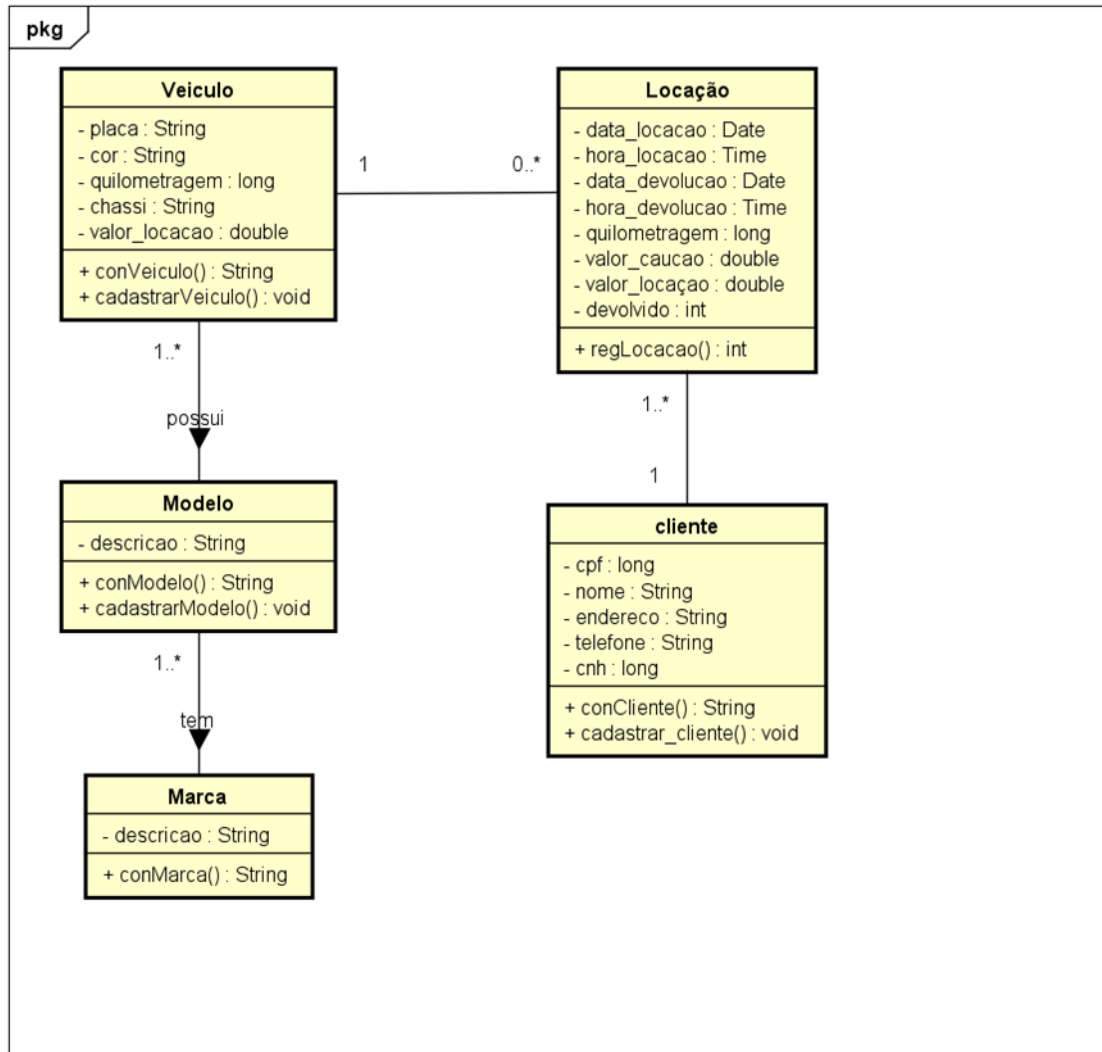 pkg
Veiculo
- placa : String
- cor : String
- quilometragem : long
- chassi : String
- valor_locacao : double
+ conVeiculo() : String
+ cadastrarVeiculo() : void
1
0..*
Locação
- data_locacao : Date
- hora_locacao : Time
- data_devolucao : Date
- hora_devolucao : Time
- quilometragem : long
- valor_caucao : double
- valor_locaçao : double
- devolvido : int
+ regLocacao() : int
1..*
possui
Modelo
- descricao : String
+ conModelo() : String
+ cadastrarModelo() : void
1..*
tem
Marca
- descricao : String
+ conMarca() : String
1..*
1
cliente
- cpf : long
- nome : String
- endereco : String
- telefone : String
- cnh : long
+ conCliente() : String
+ cadastrar_cliente() : void